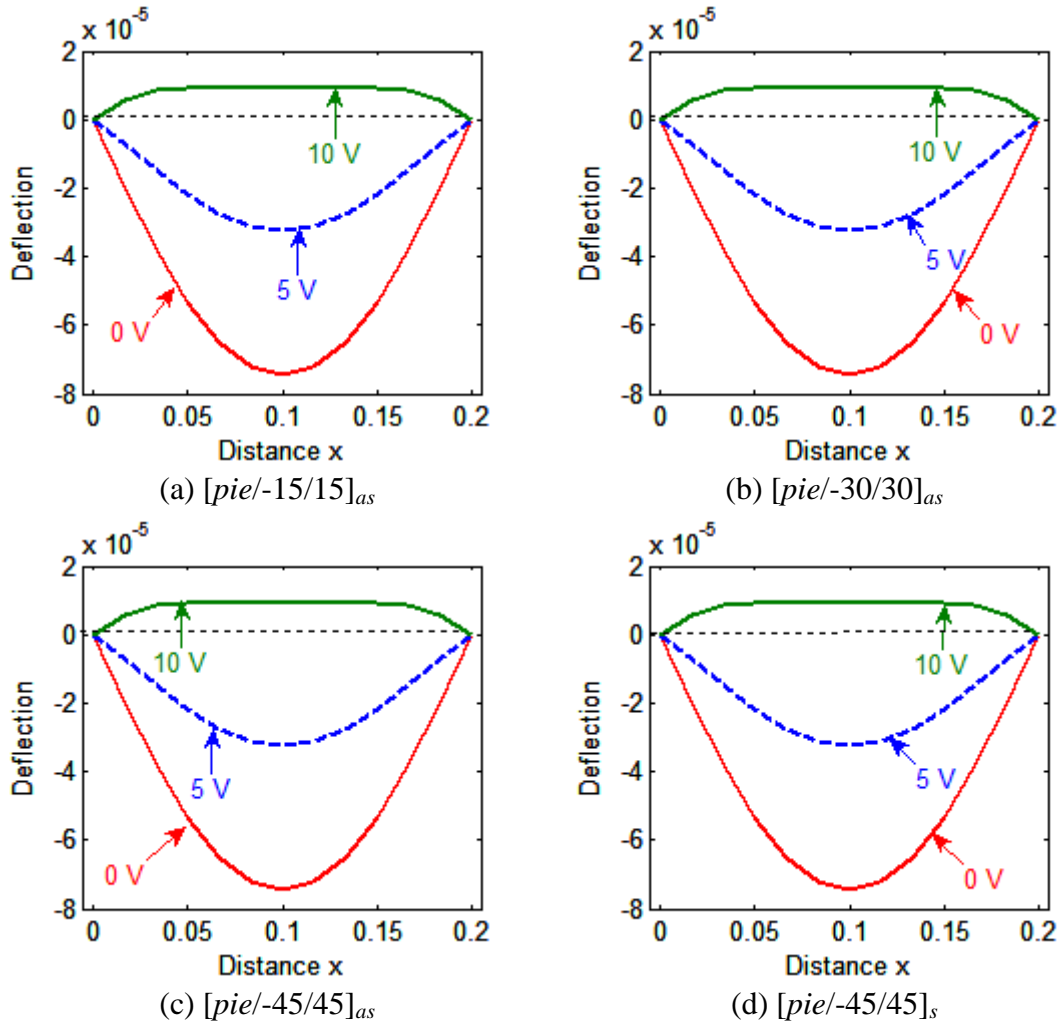 x 10^-5
2
0
-2
-4
-6
-8
Deflection
10 V
5 V
0 V
0 0.05 0.1 0.15 0.2
Distance x
(a) [pie/-15/15]as
x 10^-5
2
0
-2
-4
-6
-8
Deflection
10 V
5 V
0 V
0 0.05 0.1 0.15 0.2
Distance x
(b) [pie/-30/30]as
x 10^-5
2
0
-2
-4
-6
-8
Deflection
10 V
5 V
0 V
0 0.05 0.1 0.15 0.2
Distance x
(c) [pie/-45/45]as
x 10^-5
2
0
-2
-4
-6
-8
Deflection
10 V
5 V
0 V
0 0.05 0.1 0.15 0.2
Distance x
(d) [pie/-45/45]s